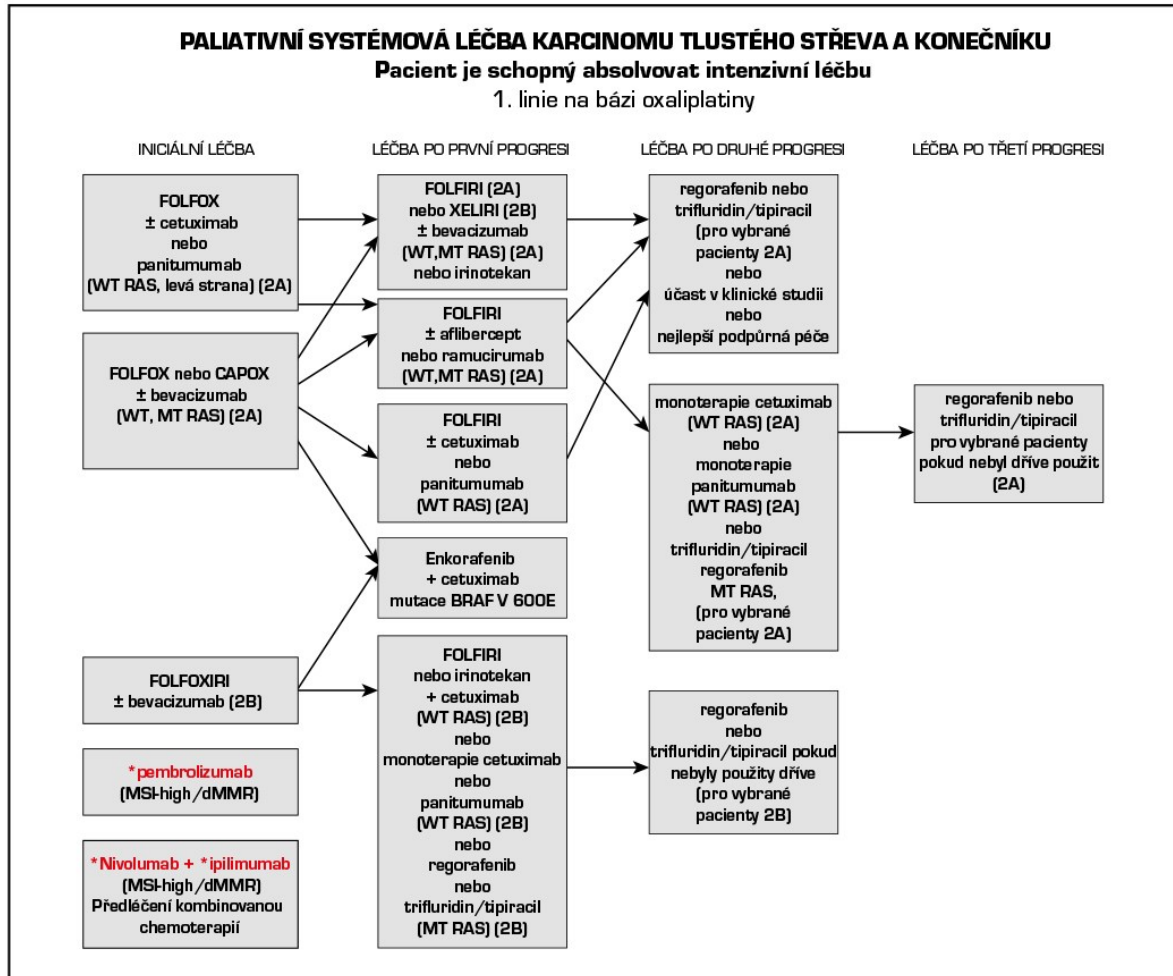 PALIATIVNÍ SYSTÉMOVÁ LÉČBA KARCINOMU TLUSTÉHO STŘEVA A KONEČNÍKU
Pacient je schopný absolvovat intenzivní léčbu
1. linie na bázi oxaliplatiny
INICIÁLNÍ LÉČBA
FOLFOX
± cetuximab
nebo
panitumumab
(WT RAS, levá strana) (2A)
FOLFOX nebo CAPOX
± bevacizumab
(WT, MT RAS) (2A)
FOLFOXIRI
± bevacizumab (2B)
*pembrolizumab
(MSI-high/dMMR)
*Nivolumab + *ipilimumab
(MSI-high/dMMR)
Předléčení kombinovanou
chemoterapií
LÉČBA PO PRVNÍ PROGRESI
FOLFIRI (2A)
nebo XELIRI (2B)
± bevacizumab
(WT,MT RAS) (2A)
nebo irinotekan
FOLFIRI
± aflibercept
nebo ramucirumab
(WT,MT RAS) (2A)
FOLFIRI
± cetuximab
nebo
panitumumab
(WT RAS) (2A)
Enkorafenib
+ cetuximab
mutace BRAF V 600E
FOLFIRI
nebo irinotekan
+ cetuximab
(WT RAS) (2B)
nebo
monoterapie cetuximab
nebo
panitumumab
(WT RAS) (2B)
nebo
regorafenib
nebo
trifluridin/tipiracil
(MT RAS) (2B)
LÉČBA PO DRUHÉ PROGRESI
regorafenib nebo
trifluridin/tipiracil
(pro vybrané
pacienty 2A)
nebo
účast v klinické studii
nebo
nejlepší podpůrná péče
monoterapie cetuximab
(WT RAS) (2A)
nebo
monoterapie
panitumumab
(WT RAS) (2A)
nebo
trifluridin/tipiracil
regorafenib
MT RAS,
(pro vybrané
pacienty 2A)
regorafenib
nebo
trifluridin/tipiracil pokud
nebyly použity dříve
(pro vybrané
pacienty 2B)
LÉČBA PO TŘETÍ PROGRESI
regorafenib nebo
trifluridin/tipiracil
pro vybrané pacienty
pokud nebyl dříve použit
(2A)